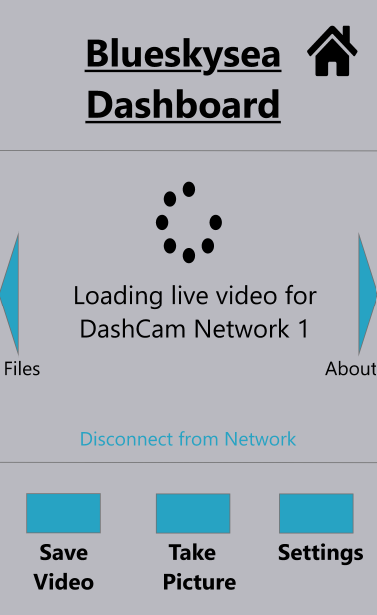 Blueskysea
Dashboard
Loading live video for
DashCam Network 1
Files
About
Disconnect from Network
Save
Video
Take
Picture
Settings